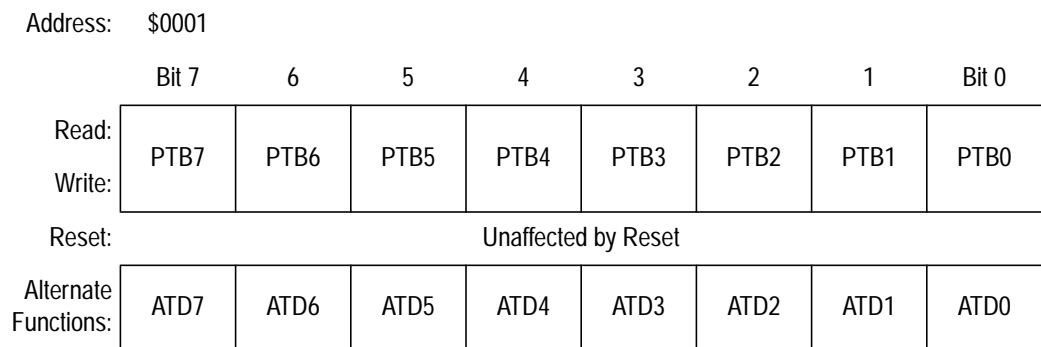 Address: $0001
Bit 7 6 5 4 3 2 1 Bit 0
Read:
PTB7 PTB6 PTB5 PTB4 PTB3 PTB2 PTB1 PTB0
Write:
Reset: Unaffected by Reset
Alternate
Functions: ATD7 ATD6 ATD5 ATD4 ATD3 ATD2 ATD1 ATD0